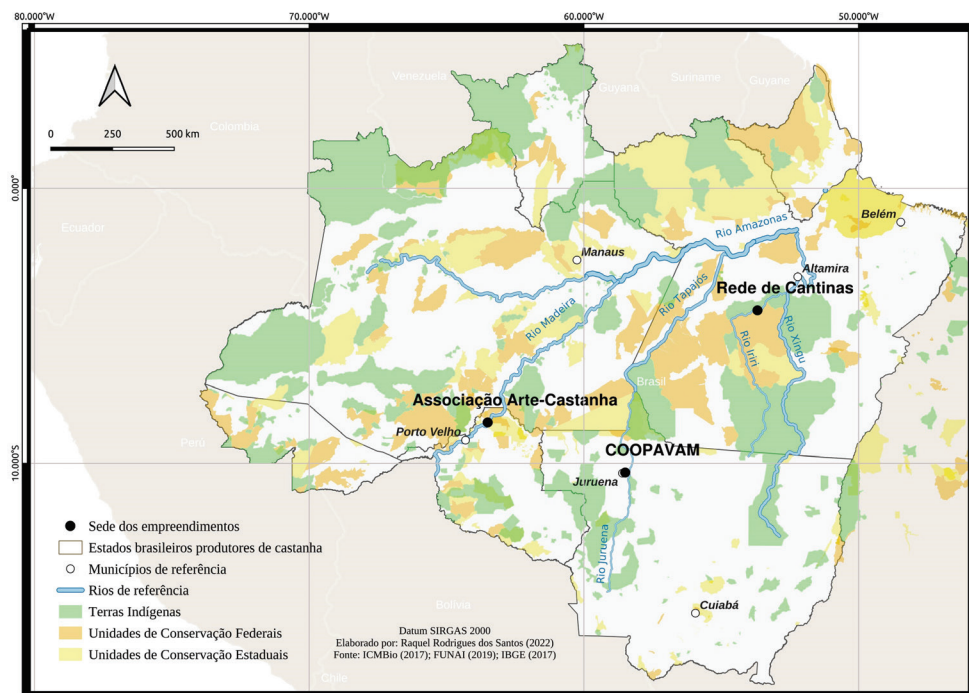 80.000°W
70.000°W
60.000°W
50.000°W
Venezuela
Guyana
Suriname
Guyane
Colombia
0 250 500 km
0.000°
Ecuador
Rio Amazonas
Belém
Manaus
Altamira
Rede de Cantinas
Rio Tapajós
Rio Madeira
Rio Iriri
Rio Xingu
Brasil
Associação Arte-Castanha
Porto Velho
Peru
10.000°S
COOPAVAM
Juruena
Rio Juruena
Cuiabá
Bolivia
Chile
Sede dos empreendimentos
Estados brasileiros produtores de castanha
Municípios de referência
Rios de referência
Terras Indígenas
Unidades de Conservação Federais
Unidades de Conservação Estaduais
Datum SIRGAS 2000
Elaborado por: Raquel Rodrigues dos Santos (2022)
Fonte: ICMBio (2017); FUNAI (2019); IBGE (2017)